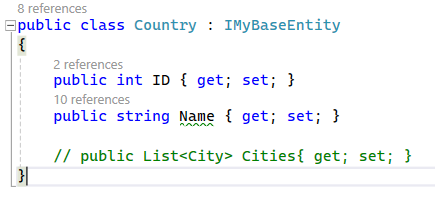 8 references
public class Country : IMyBaseEntity
{
2 references
public int ID { get; set; }
10 references
public string Name { get; set; }
// public List<City> Cities{ get; set; }
}